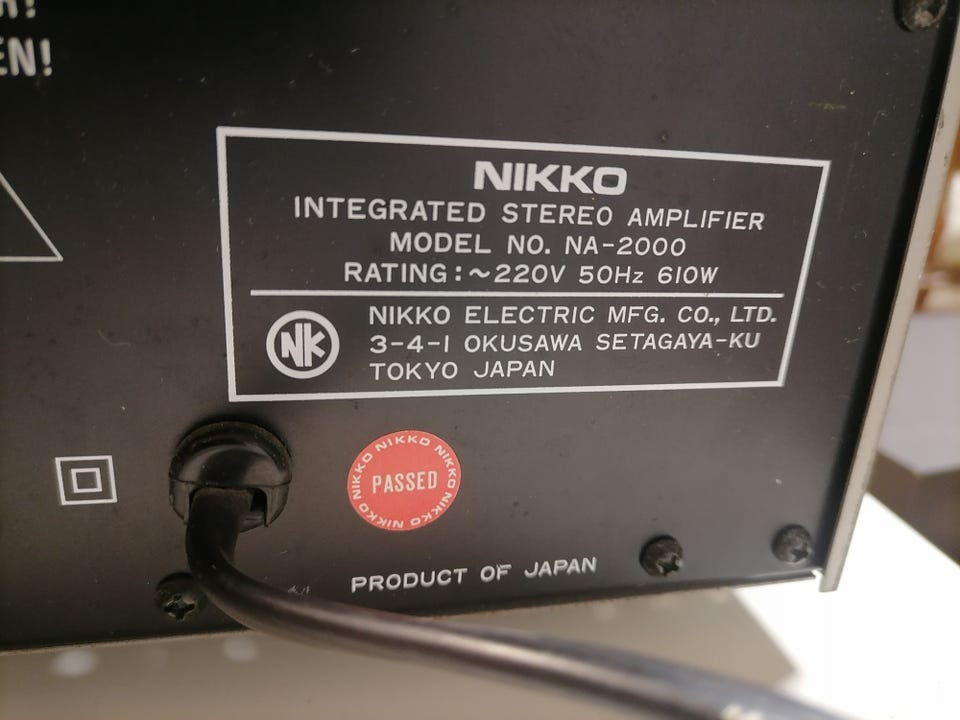 EN!
NIKKO
INTEGRATED STEREO AMPLIFIER
MODEL NO. NA-2000
RATING:~220V 50Hz 610W
NK
NIKKO ELECTRIC MFG. CO., LTD.
3-4-1 OKUSAWA SETAGAYA-KU
TOKYO JAPAN
NIKKO NIKKO NIKKO NIKKO NIKKO
PASSED
PRODUCT OF JAPAN